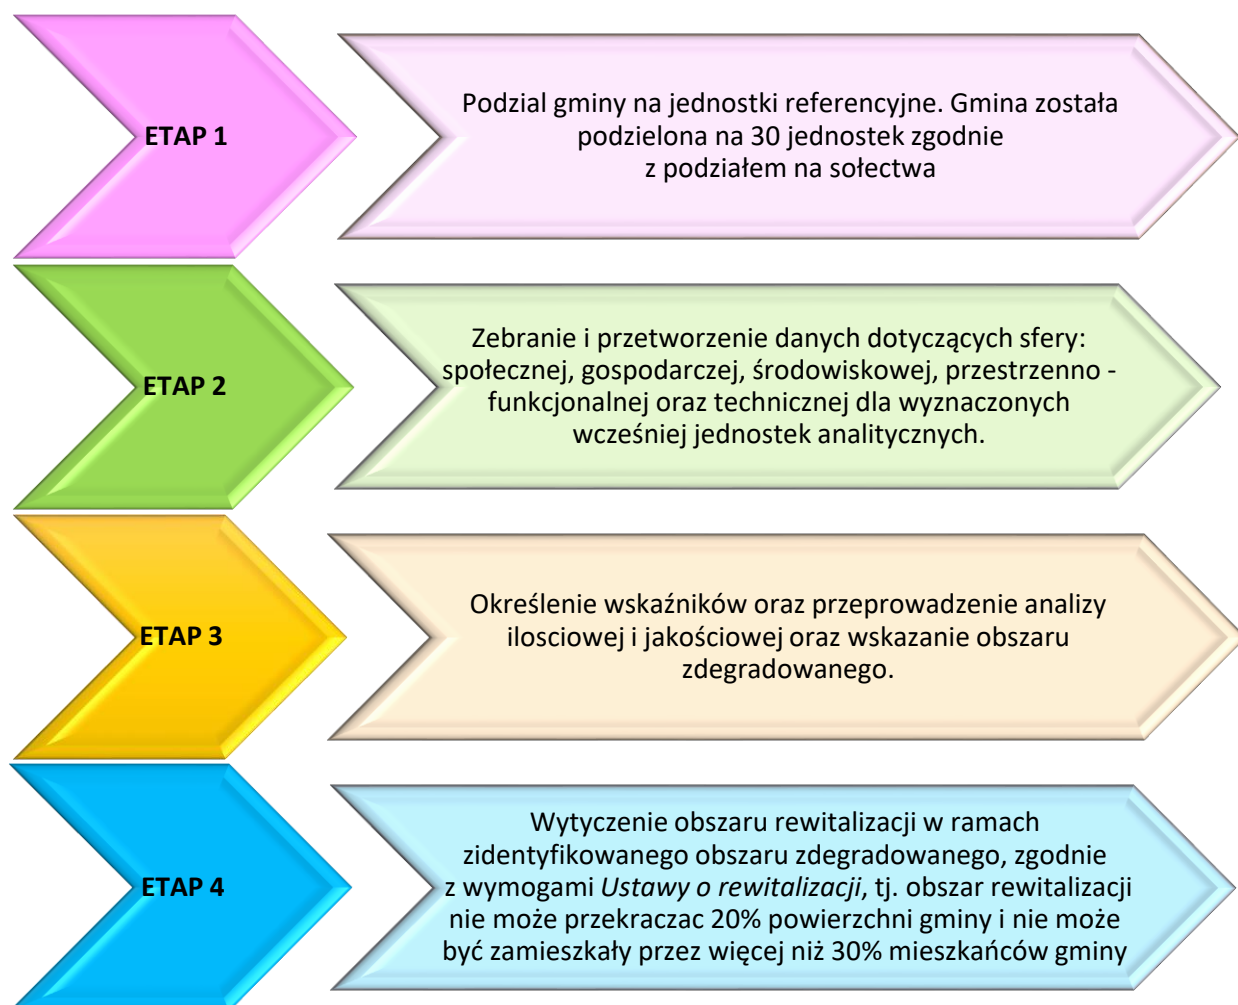 ETAP 1
Podzial gminy na jednostki referencyjne. Gmina została
podzielona na 30 jednostek zgodnie
z podziałem na sołectwa
ETAP 2
Zebranie i przetworzenie danych dotyczących sfery:
społecznej, gospodarczej, środowiskowej, przestrzenno -
funkcjonalnej oraz technicznej dla wyznaczonych
wcześniej jednostek analitycznych.
ETAP 3
Określenie wskaźników oraz przeprowadzenie analizy
ilosciowej i jakościowej oraz wskazanie obszaru
zdegradowanego.
ETAP 4
Wytyczenie obszaru rewitalizacji w ramach
zidentyfikowanego obszaru zdegradowanego, zgodnie
z wymogami Ustawy o rewitalizacji, tj. obszar rewitalizacji
nie może przekraczac 20% powierzchni gminy i nie może
być zamieszkały przez więcej niż 30% mieszkańców gminy